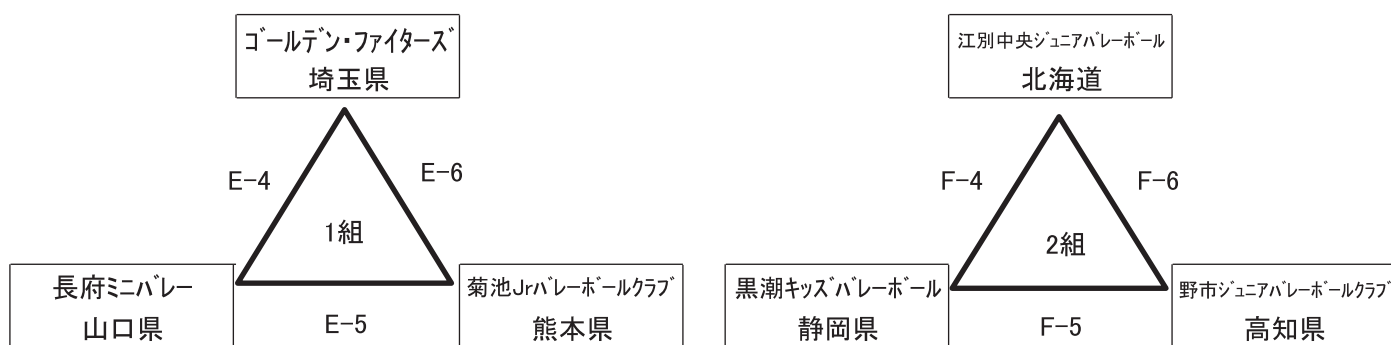 ゴールデン・ファイターズ
埼玉県
E-4
E-6
1組
長府ミニバレー
山口県
E-5
菊池Jrバレーボールクラブ
熊本県
江別中央ジュニアバレーボール
北海道
F-4
F-6
2組
黒潮キッズバレーボール
静岡県
F-5
野市ジュニアバレーボールクラブ
高知県